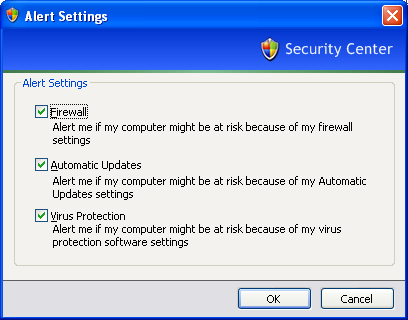 Alert Settings
Security Center
Alert Settings
Firewall
Alert me if my computer might be at risk because of my firewall
settings
Automatic Updates
Alert me if my computer might be at risk because of my Automatic
Updates settings
Virus Protection
Alert me if my computer might be at risk because of my virus
protection software settings
OK
Cancel